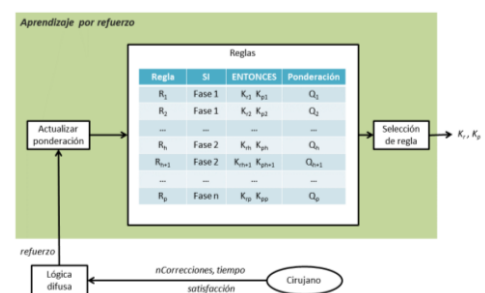 Aprendizaje por refuerzo
Reglas
Regla SI ENTONCES Ponderación
R1 Fase 1 Kr1 Kp1 Q1
R2 Fase 1 Kr2 Kp2 Q2
... ... ... ...
Rh Fase 2 Krh Kph Qh
Rh+1 Fase 2 Krh+1 Kph+1 Qh+1
... ... ... ...
Rp Fase n Krp Kpp Qp
Actualizar
ponderación
Selección
de regla
Kr , Kp
refuerzo
Lógica
difusa
nCorrecciones, tiempo
satisfacción
Cirujano